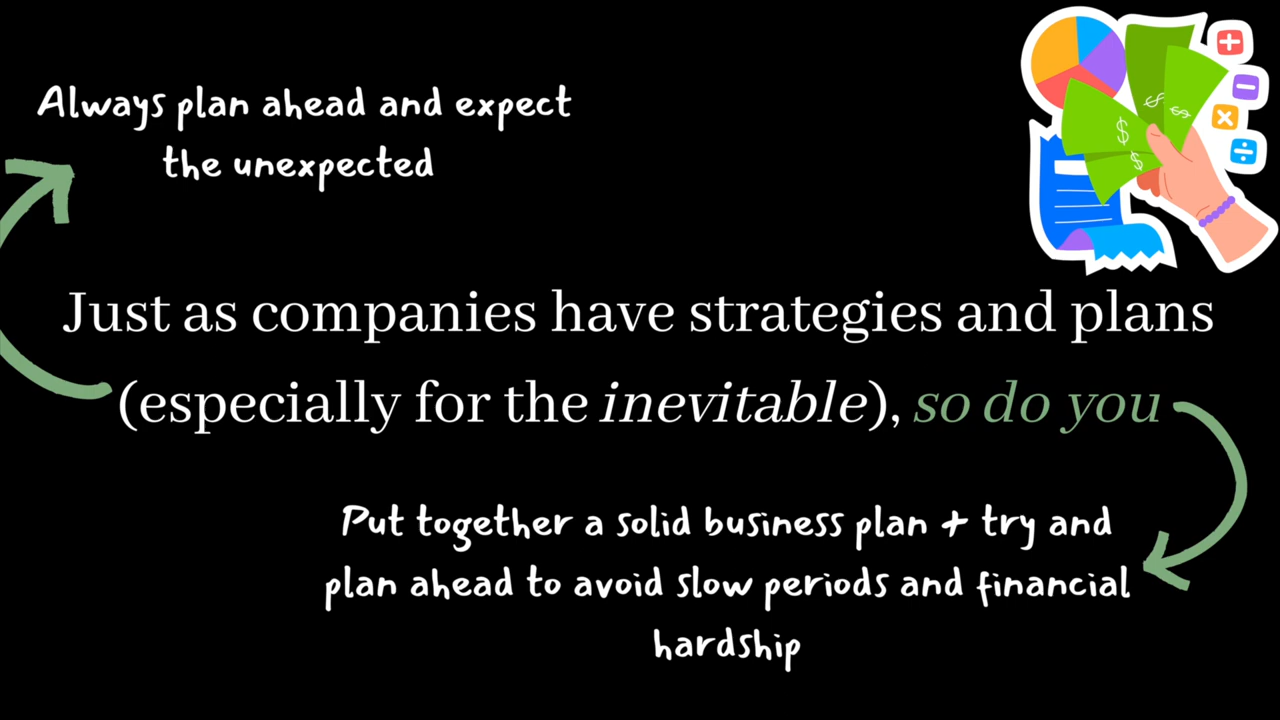 Always plan ahead and expect
the unexpected
Just as companies have strategies and plans
(especially for the inevitable), so do you
Put together a solid business plan + try and
plan ahead to avoid slow periods and financial
hardship